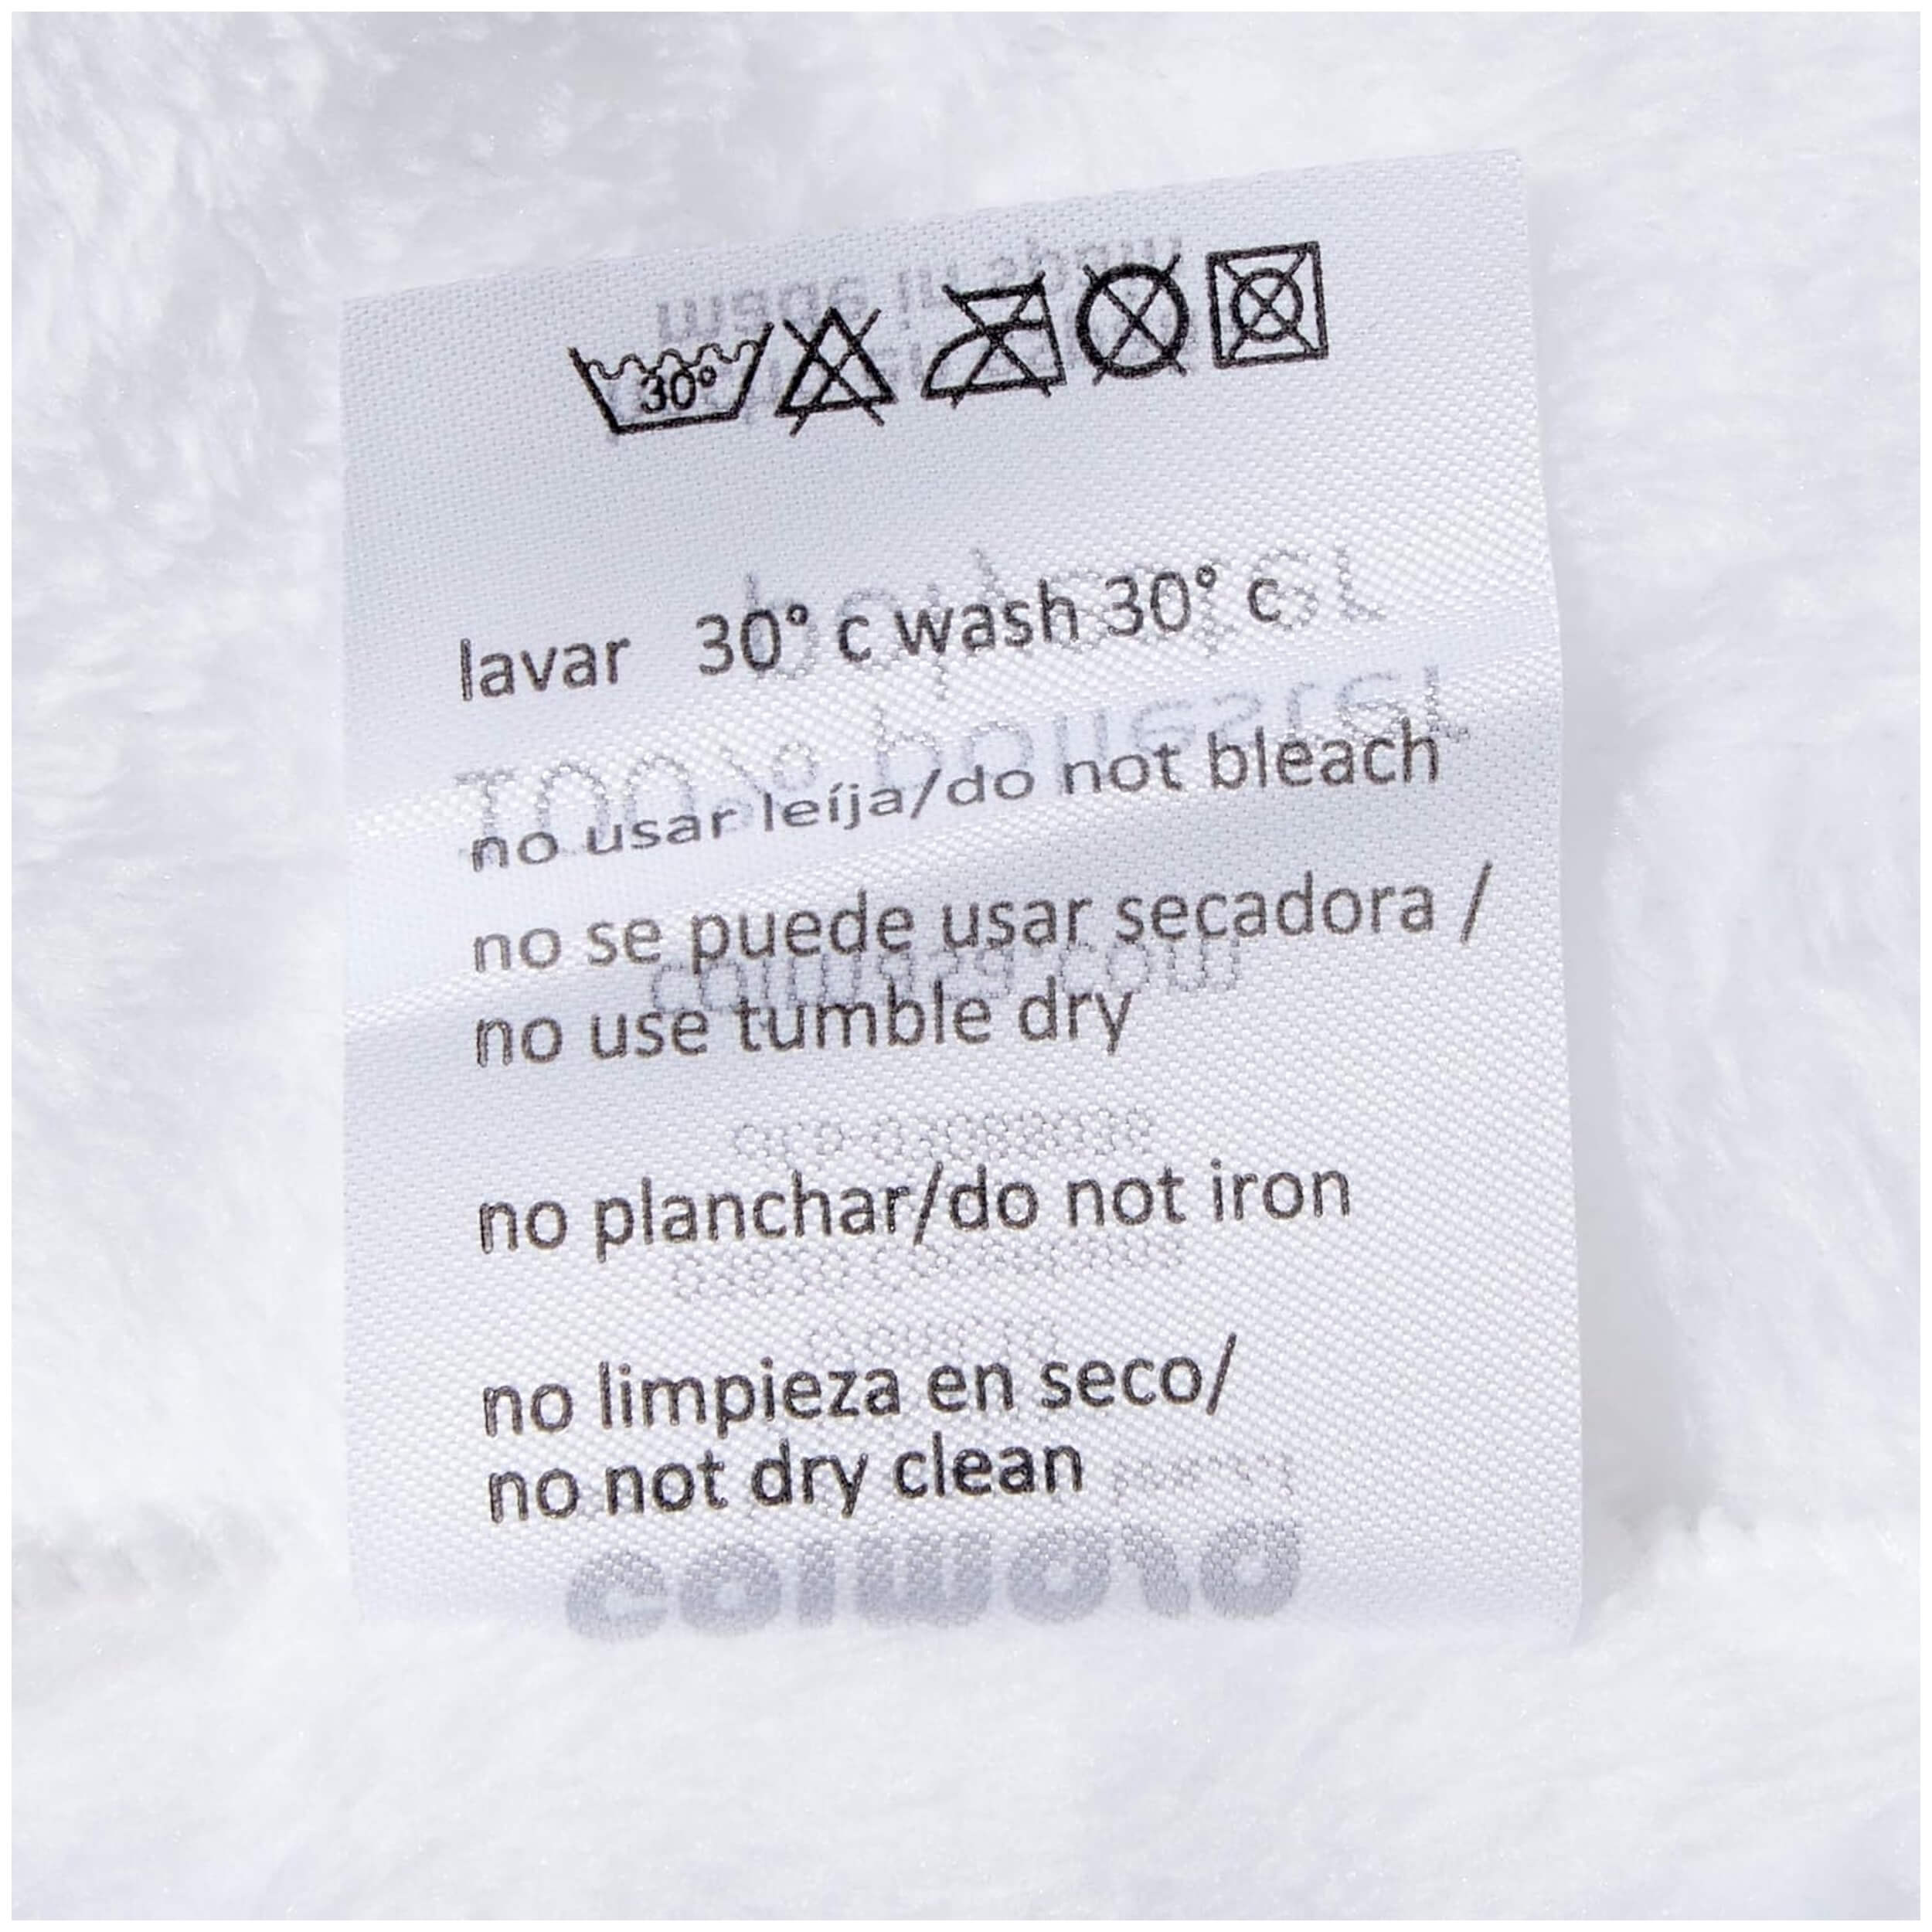 30°
lavar 30° c wash 30° c
no usar leíja/do not bleach
no se puede usar secadora /
no use tumble dry
no planchar/do not iron
no limpieza en seco/
no not dry clean